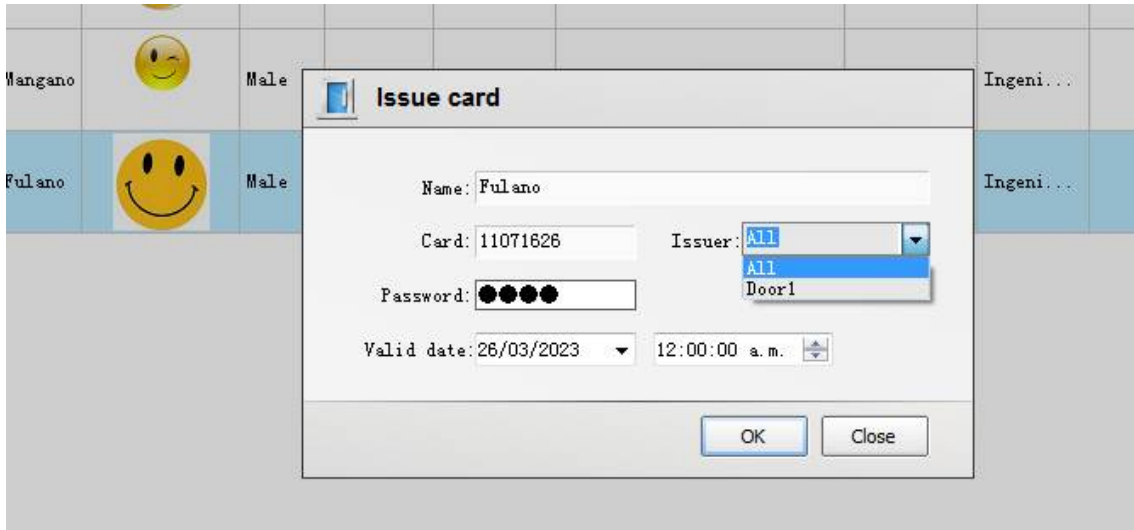 Mangano Male Ingeni...
Issue card
Fulano Male Ingeni...
Name: Fulano
Card: 11071626 Issuer: All
All
Door1
Password: ●●●●
Valid date: 26/03/2023 12:00:00 a.m.
OK Close